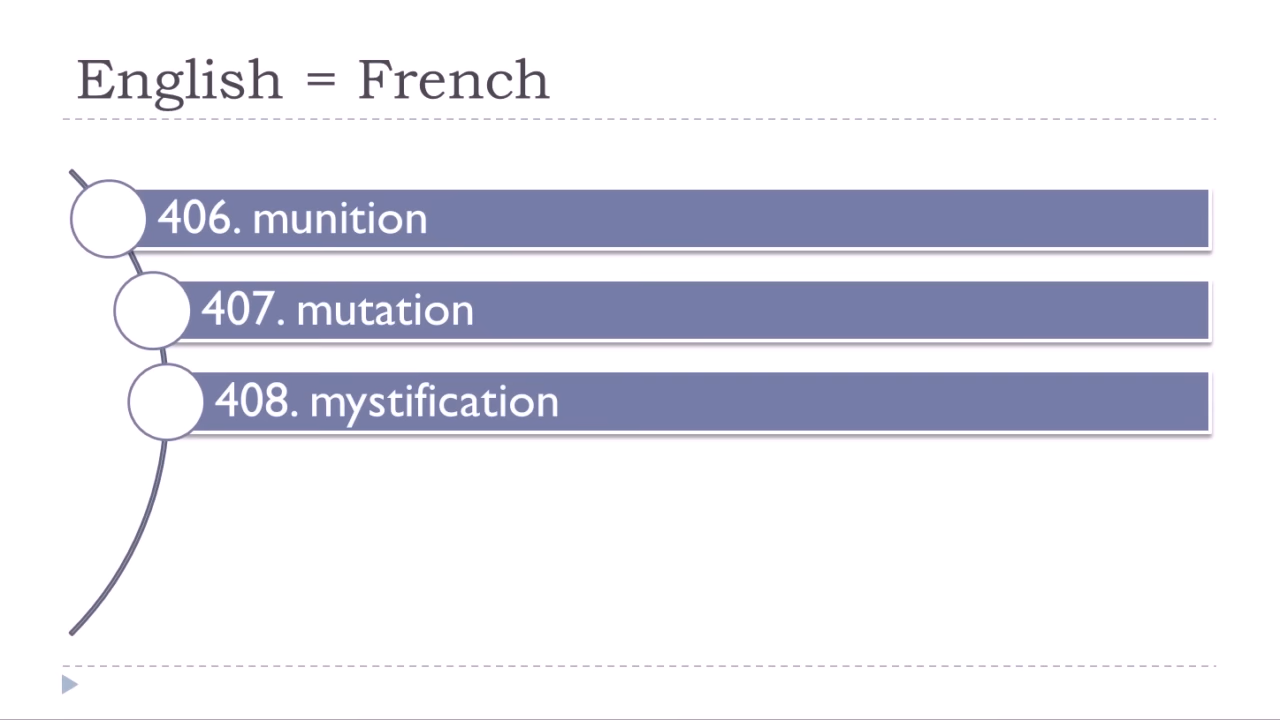 English = French
406. munition
407. mutation
408. mystification